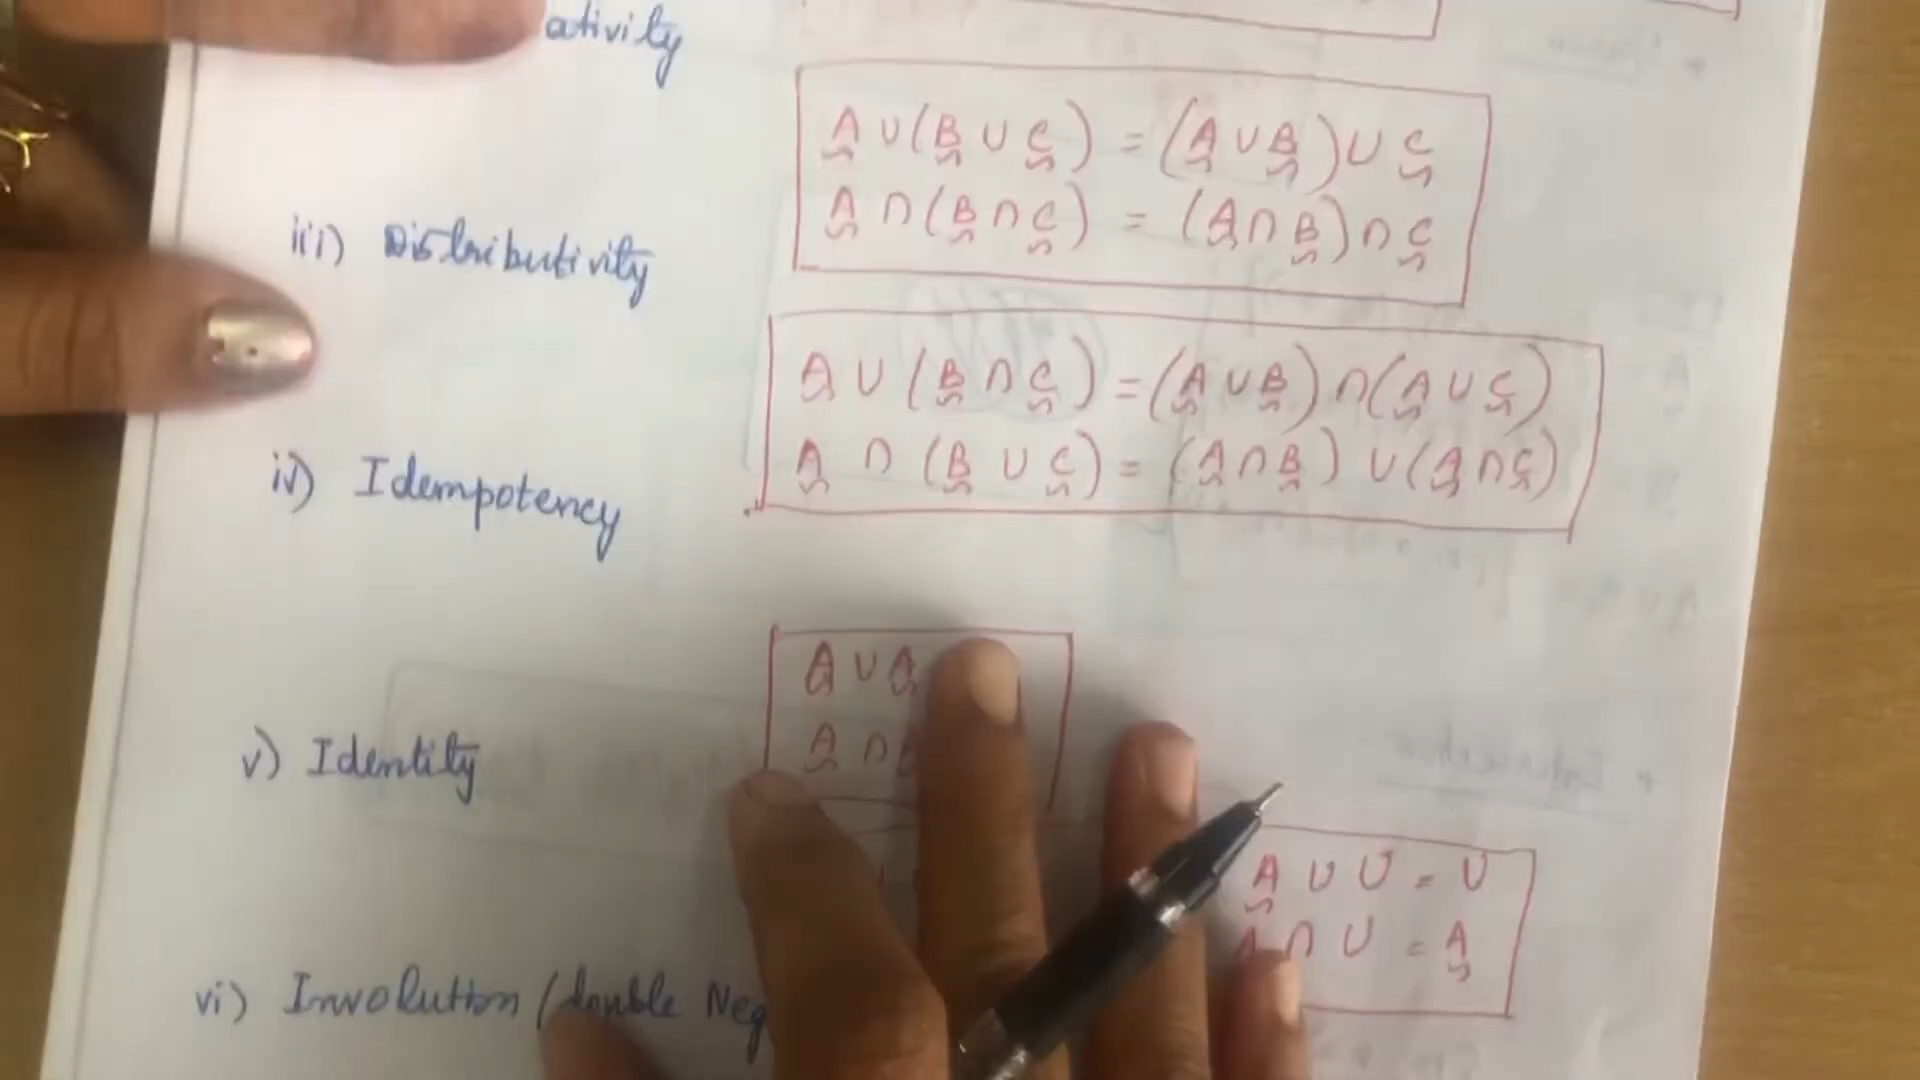 ativity
A̰ ∪ (B̰ ∪ C̰) = (A̰ ∪ B̰) ∪ C̰
A̰ ∩ (B̰ ∩ C̰) = (A̰ ∩ B̰) ∩ C̰
iii) Distributivity
A̰ ∪ (B̰ ∩ C̰) = (A̰ ∪ B̰) ∩ (A̰ ∪ C̰)
A̰ ∩ (B̰ ∪ C̰) = (A̰ ∩ B̰) ∪ (A̰ ∩ C̰)
iv) Idempotency
A̰ ∪ A̰
A̰ ∩
v) Identity
A̰ ∪ U = U
A̰ ∩ U = A̰
vi) Involution (double Neg